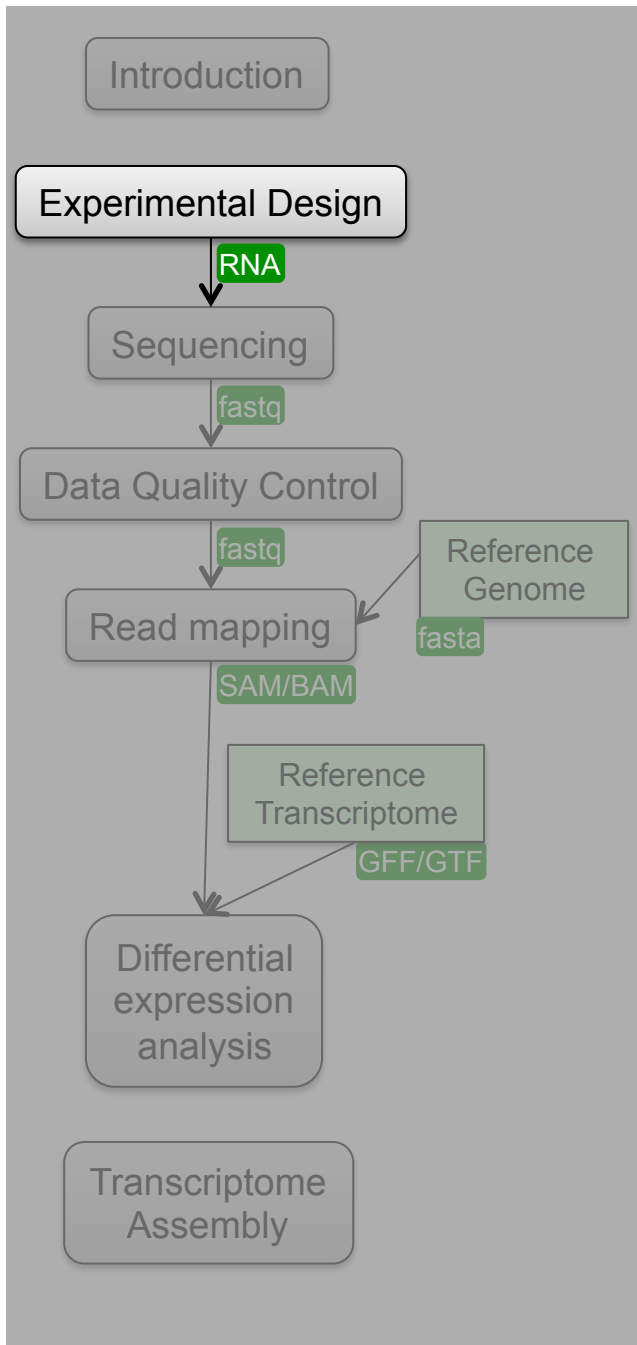 Introduction
Experimental Design
RNA
Sequencing
fastq
Data Quality Control
fastq
Reference
Genome
fasta
Read mapping
SAM/BAM
Reference
Transcriptome
GFF/GTF
Differential
expression
analysis
Transcriptome
Assembly